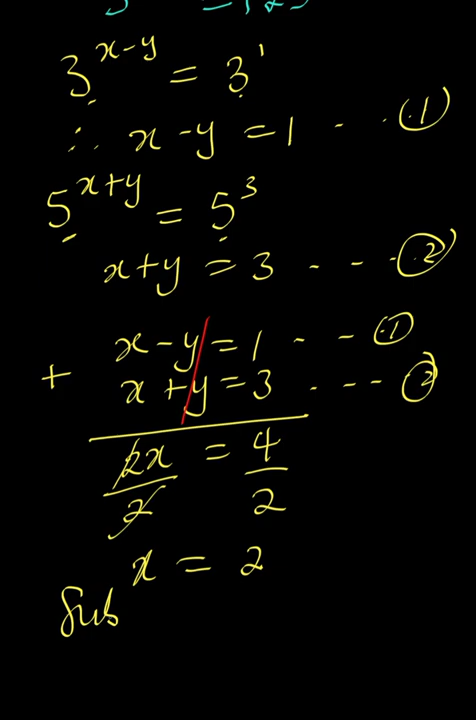 = 125
3^{x-y} = 3^1
∴ x - y = 1 - - (1)
5^{x+y} = 5^3
x + y = 3 - - - (2)
x - y = 1 - - (1)
+ x + y = 3 - - - (2)
2x/2 = 4/2
x = 2
Sub